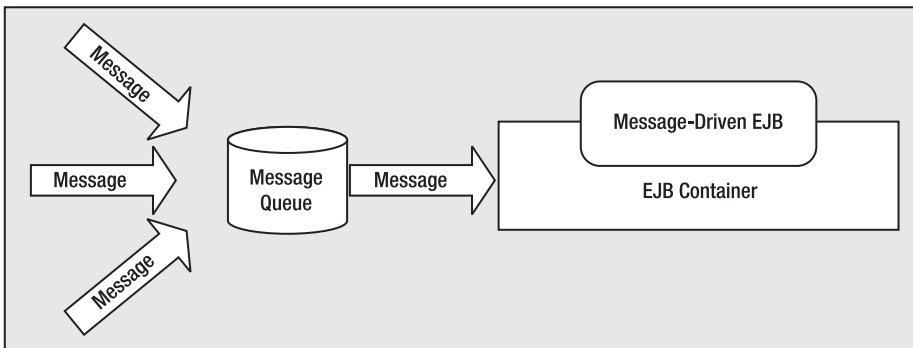 Message
Message
Message
Message
Queue
Message
Message-Driven EJB
EJB Container